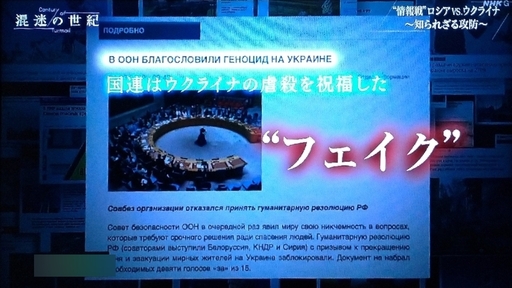 Century of Turmoil
混迷の世紀
NHK G
“情報戦”ロシアvs.ウクライナ
～知られざる攻防～
ПОДРОБНО
В ООН БЛАГОСЛОВИЛИ ГЕНОЦИД НА УКРАИНЕ
国連はウクライナの虐殺を祝福した
“フェイク”
Совбез организации отказался принять гуманитарную резолюцию РФ
Совет безопасности ООН в очередной раз явил миру свою никчемность в вопросах,
которые требуют срочного решения ради спасения людей. Гуманитарную резолюцию
РФ (соавторами выступили Белоруссия, КНДР и Сирия) с призывом к прекращению
и эвакуации мирных жителей на Украине заблокировали. Документ не набрал
необходимых девяти голосов «за» из 15.